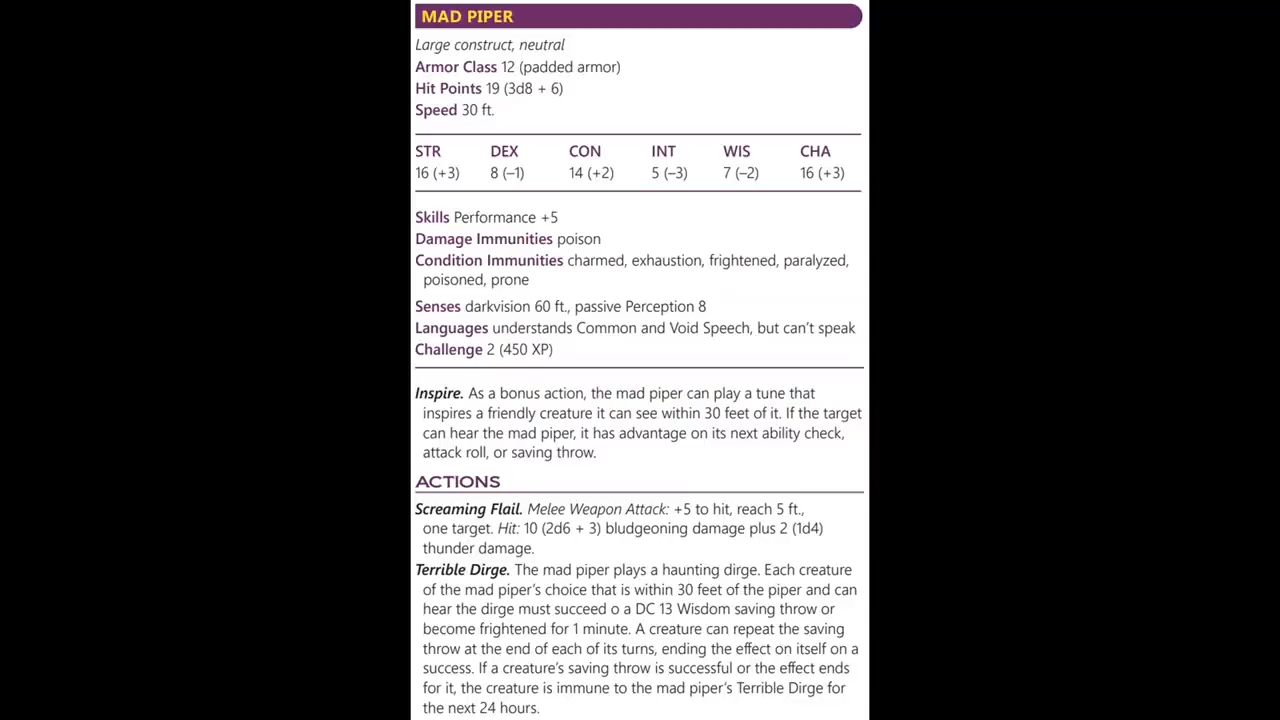 MAD PIPER
Large construct, neutral
Armor Class 12 (padded armor)
Hit Points 19 (3d8 + 6)
Speed 30 ft.
STR DEX CON INT WIS CHA
16 (+3) 8 (–1) 14 (+2) 5 (–3) 7 (–2) 16 (+3)
Skills Performance +5
Damage Immunities poison
Condition Immunities charmed, exhaustion, frightened, paralyzed,
poisoned, prone
Senses darkvision 60 ft., passive Perception 8
Languages understands Common and Void Speech, but can't speak
Challenge 2 (450 XP)
Inspire. As a bonus action, the mad piper can play a tune that
inspires a friendly creature it can see within 30 feet of it. If the target
can hear the mad piper, it has advantage on its next ability check,
attack roll, or saving throw.
ACTIONS
Screaming Flail. Melee Weapon Attack: +5 to hit, reach 5 ft.,
one target. Hit: 10 (2d6 + 3) bludgeoning damage plus 2 (1d4)
thunder damage.
Terrible Dirge. The mad piper plays a haunting dirge. Each creature
of the mad piper's choice that is within 30 feet of the piper and can
hear the dirge must succeed o a DC 13 Wisdom saving throw or
become frightened for 1 minute. A creature can repeat the saving
throw at the end of each of its turns, ending the effect on itself on a
success. If a creature's saving throw is successful or the effect ends
for it, the creature is immune to the mad piper's Terrible Dirge for
the next 24 hours.